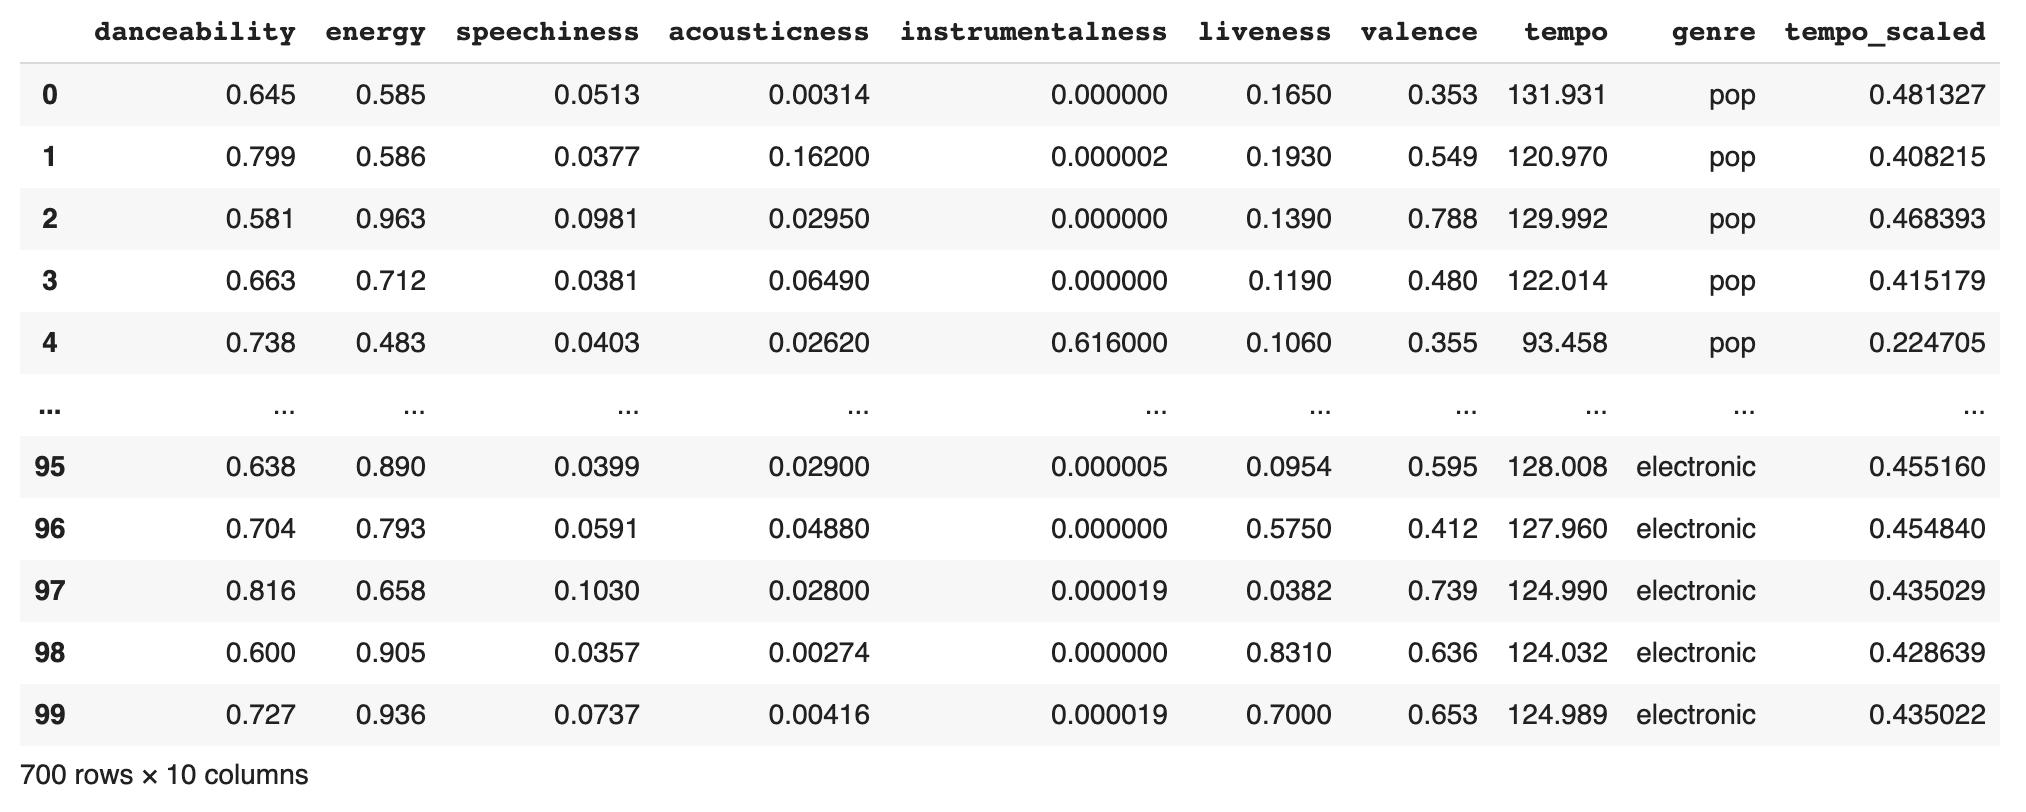 danceability energy speechiness acousticness instrumentalness liveness valence tempo genre tempo_scaled
0 0.645 0.585 0.0513 0.00314 0.000000 0.1650 0.353 131.931 pop 0.481327
1 0.799 0.586 0.0377 0.16200 0.000002 0.1930 0.549 120.970 pop 0.408215
2 0.581 0.963 0.0981 0.02950 0.000000 0.1390 0.788 129.992 pop 0.468393
3 0.663 0.712 0.0381 0.06490 0.000000 0.1190 0.480 122.014 pop 0.415179
4 0.738 0.483 0.0403 0.02620 0.616000 0.1060 0.355 93.458 pop 0.224705
... ... ... ... ... ... ... ... ... ... ...
95 0.638 0.890 0.0399 0.02900 0.000005 0.0954 0.595 128.008 electronic 0.455160
96 0.704 0.793 0.0591 0.04880 0.000000 0.5750 0.412 127.960 electronic 0.454840
97 0.816 0.658 0.1030 0.02800 0.000019 0.0382 0.739 124.990 electronic 0.435029
98 0.600 0.905 0.0357 0.00274 0.000000 0.8310 0.636 124.032 electronic 0.428639
99 0.727 0.936 0.0737 0.00416 0.000019 0.7000 0.653 124.989 electronic 0.435022
700 rows × 10 columns